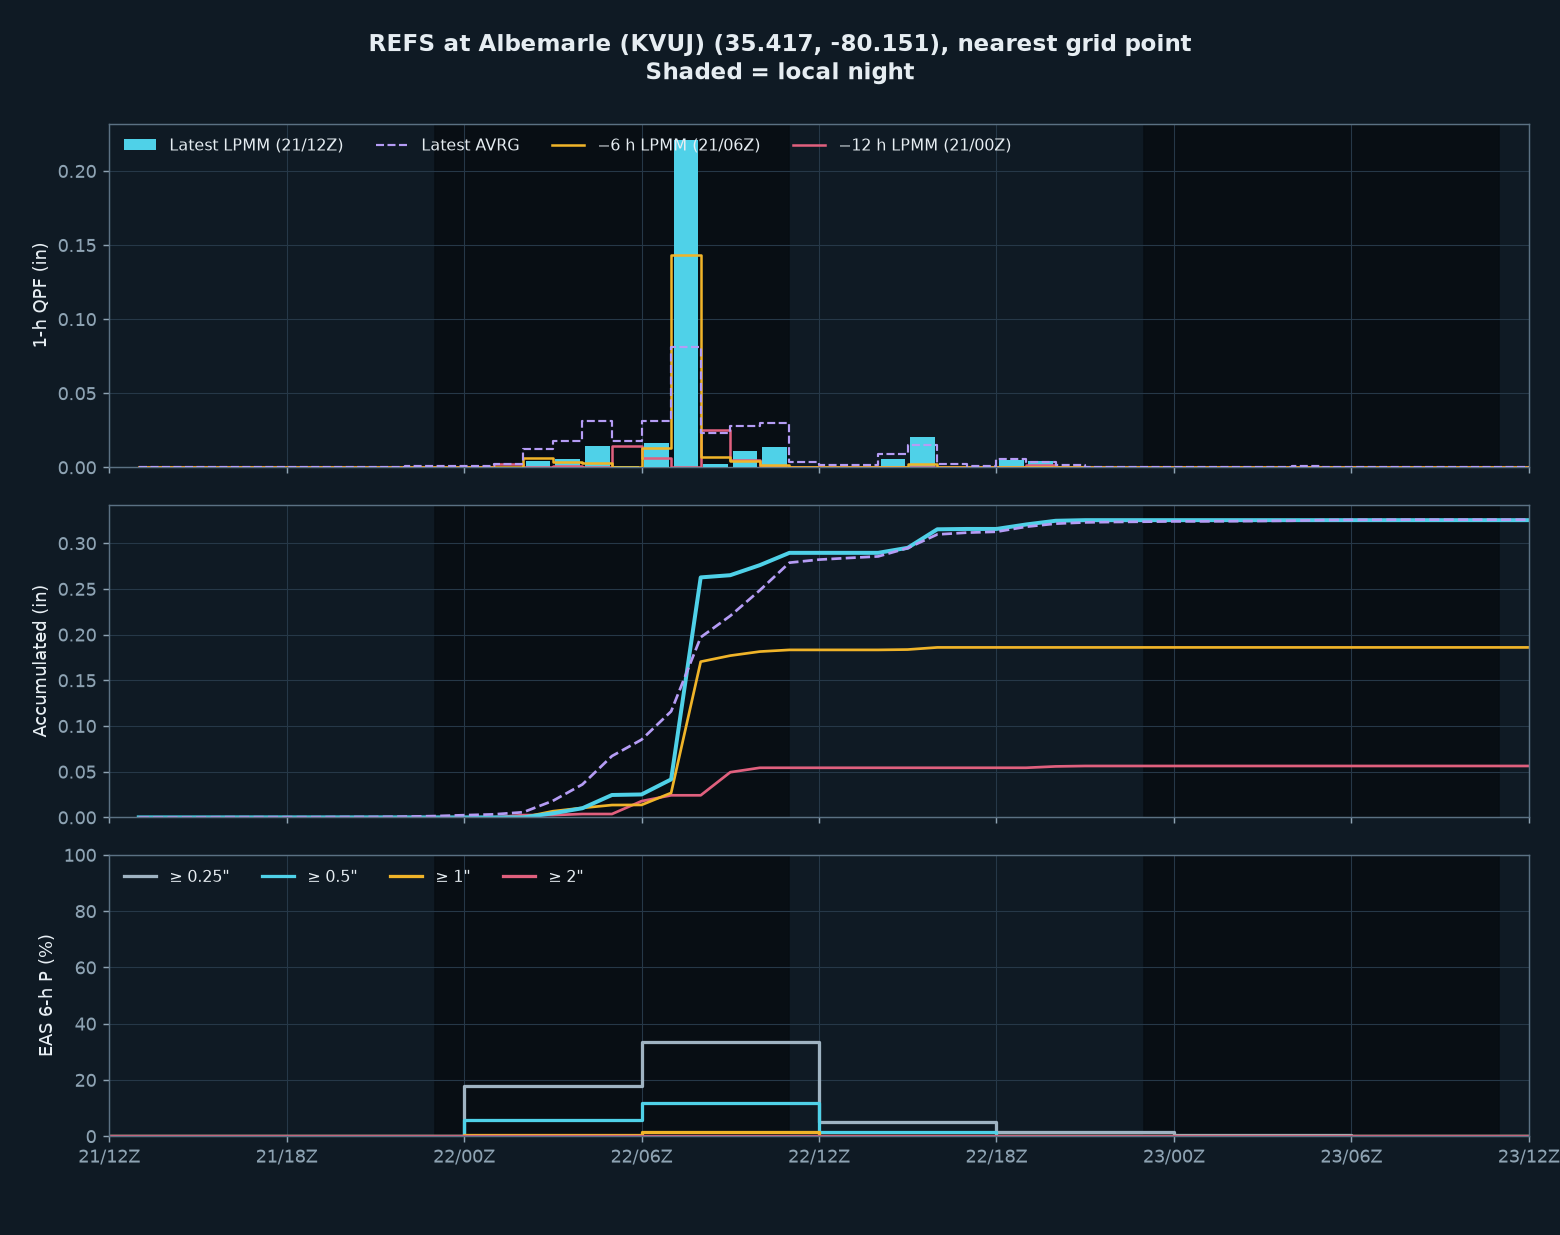 REFS at Albemarle (KVUJ) (35.417, -80.151), nearest grid point
Shaded = local night
Latest LPMM (21/12Z)
Latest AVRG
−6 h LPMM (21/06Z)
−12 h LPMM (21/00Z)
1-h QPF (in)
0.20
0.15
0.10
0.05
0.00
Accumulated (in)
0.30
0.25
0.20
0.15
0.10
0.05
0.00
≥ 0.25"
≥ 0.5"
≥ 1"
≥ 2"
EAS 6-h P (%)
100
80
60
40
20
0
21/12Z
21/18Z
22/00Z
22/06Z
22/12Z
22/18Z
23/00Z
23/06Z
23/12Z